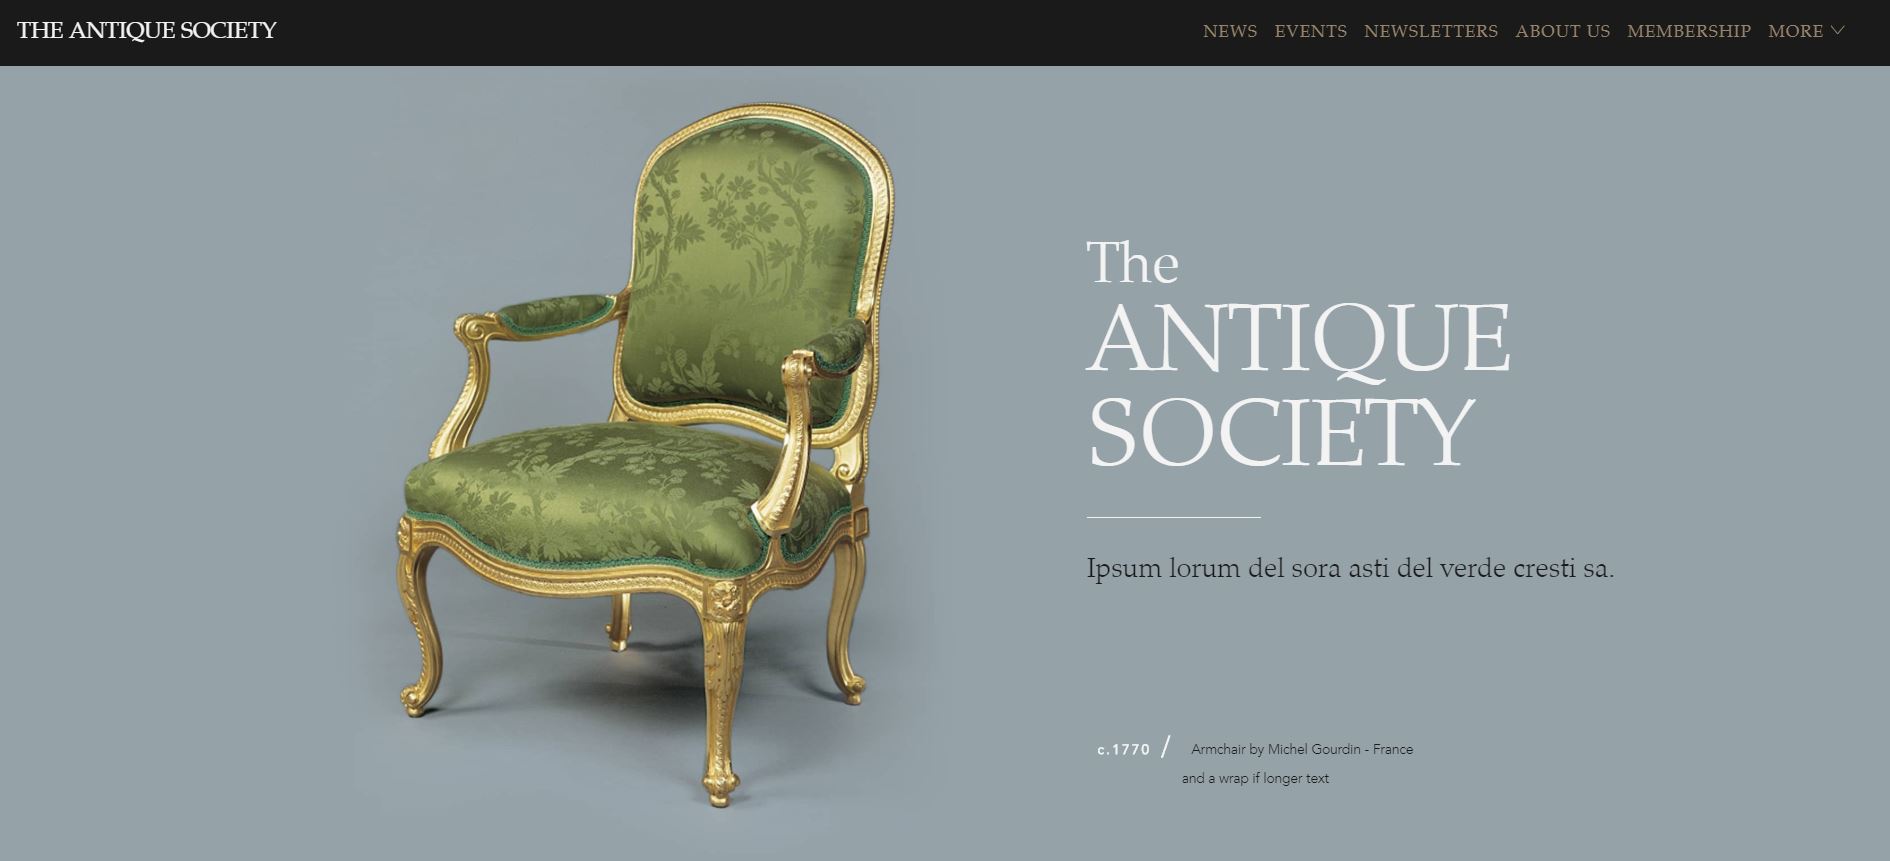 THE ANTIQUE SOCIETY
NEWS EVENTS NEWSLETTERS ABOUT US MEMBERSHIP MORE
The
ANTIQUE
SOCIETY
Ipsum lorum del sora asti del verde cresti sa.
c.1770 / Armchair by Michel Gourdin - France
and a wrap if longer text